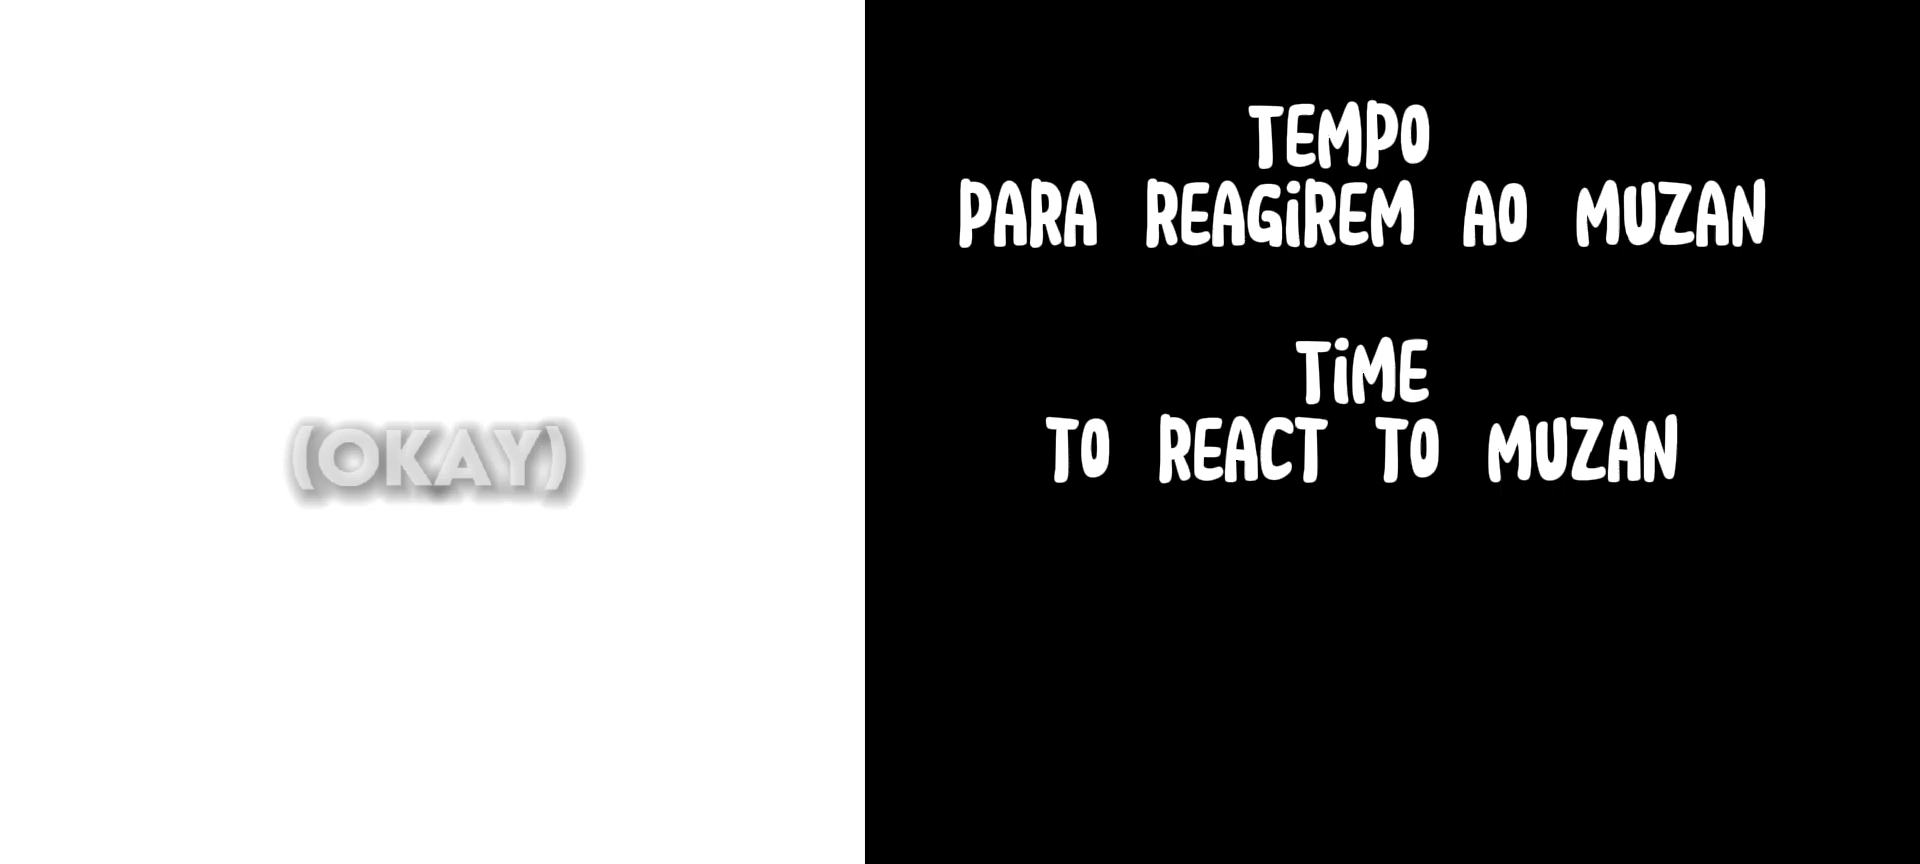 (OKAY)
TEMPO
PARA REAGIREM AO MUZAN
TIME
TO REACT TO MUZAN